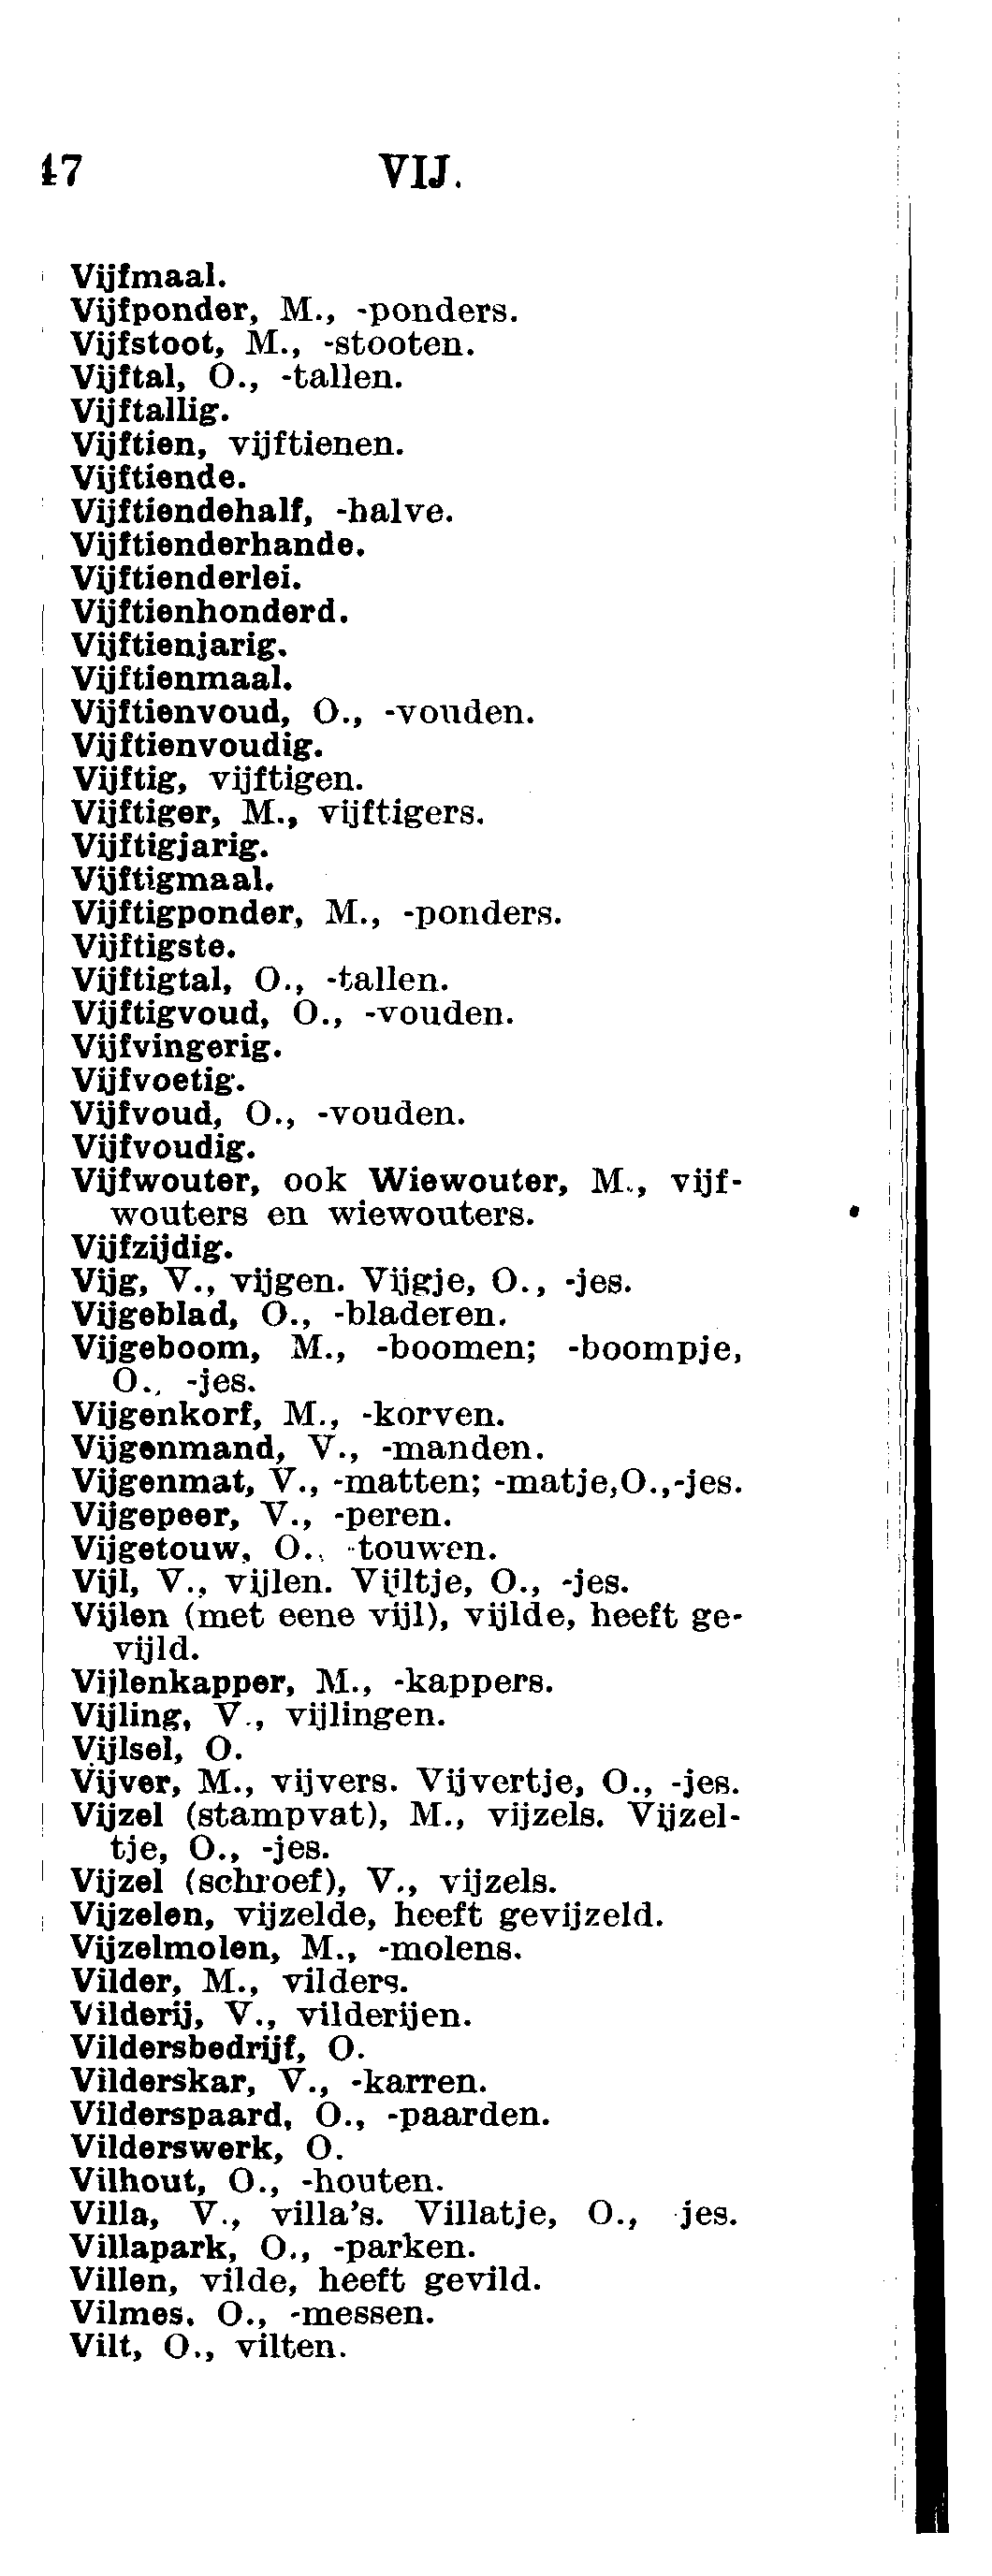 47 VIJ.
Vijfmaal.
Vijfponder, M., -ponders.
Vijfstoot, M., -stooten.
Vijftal, O., -tallen.
Vijftallig.
Vijftien, vijftienen.
Vijftiende.
Vijftiendehalf, -halve.
Vijftienderhande.
Vijftienderlei.
Vijftienhonderd.
Vijftienjarig.
Vijftienmaal.
Vijftienvoud, O., -vouden.
Vijftienvoudig.
Vijftig, vijftigen.
Vijftiger, M., vijftigers.
Vijftigjarig.
Vijftigmaal.
Vijftigponder, M., -ponders.
Vijftigste.
Vijftigtal, O., -tallen.
Vijftigvoud, O., -vouden.
Vijfvingerig.
Vijfvoetig.
Vijfvoud, O., -vouden.
Vijfvoudig.
Vijfwouter, ook Wiewouter, M., vijf-
wouters en wiewouters.
Vijfzijdig.
Vijg, V., vijgen. Vijgje, O., -jes.
Vijgeblad, O., -bladeren.
Vijgeboom, M., -boomen; -boompje,
O., -jes.
Vijgenkorf, M., -korven.
Vijgenmand, V., -manden.
Vijgenmat, V., -matten; -matje,O.,-jes.
Vijgepeer, V., -peren.
Vijgetouw, O., -touwen.
Vijl, V., vijlen. Vijltje, O., -jes.
Vijlen (met eene vijl), vijlde, heeft ge-
vijld.
Vijlenkapper, M., -kappers.
Vijling, V., vijlingen.
Vijlsel, O.
Vijver, M., vijvers. Vijvertje, O., -jes.
Vijzel (stampvat), M., vijzels. Vijzel-
tje, O., -jes.
Vijzel (schroef), V., vijzels.
Vijzelen, vijzelde, heeft gevijzeld.
Vijzelmolen, M., -molens.
Vilder, M., vilders.
Vilderij, V., vilderijen.
Vildersbedrijf, O.
Vilderskar, V., -karren.
Vilderspaard, O., -paarden.
Vilderswerk, O.
Vilhout, O., -houten.
Villa, V., villa's. Villatje, O., -jes.
Villapark, O., -parken.
Villen, vilde, heeft gevild.
Vilmes, O., -messen.
Vilt, O., vilten.